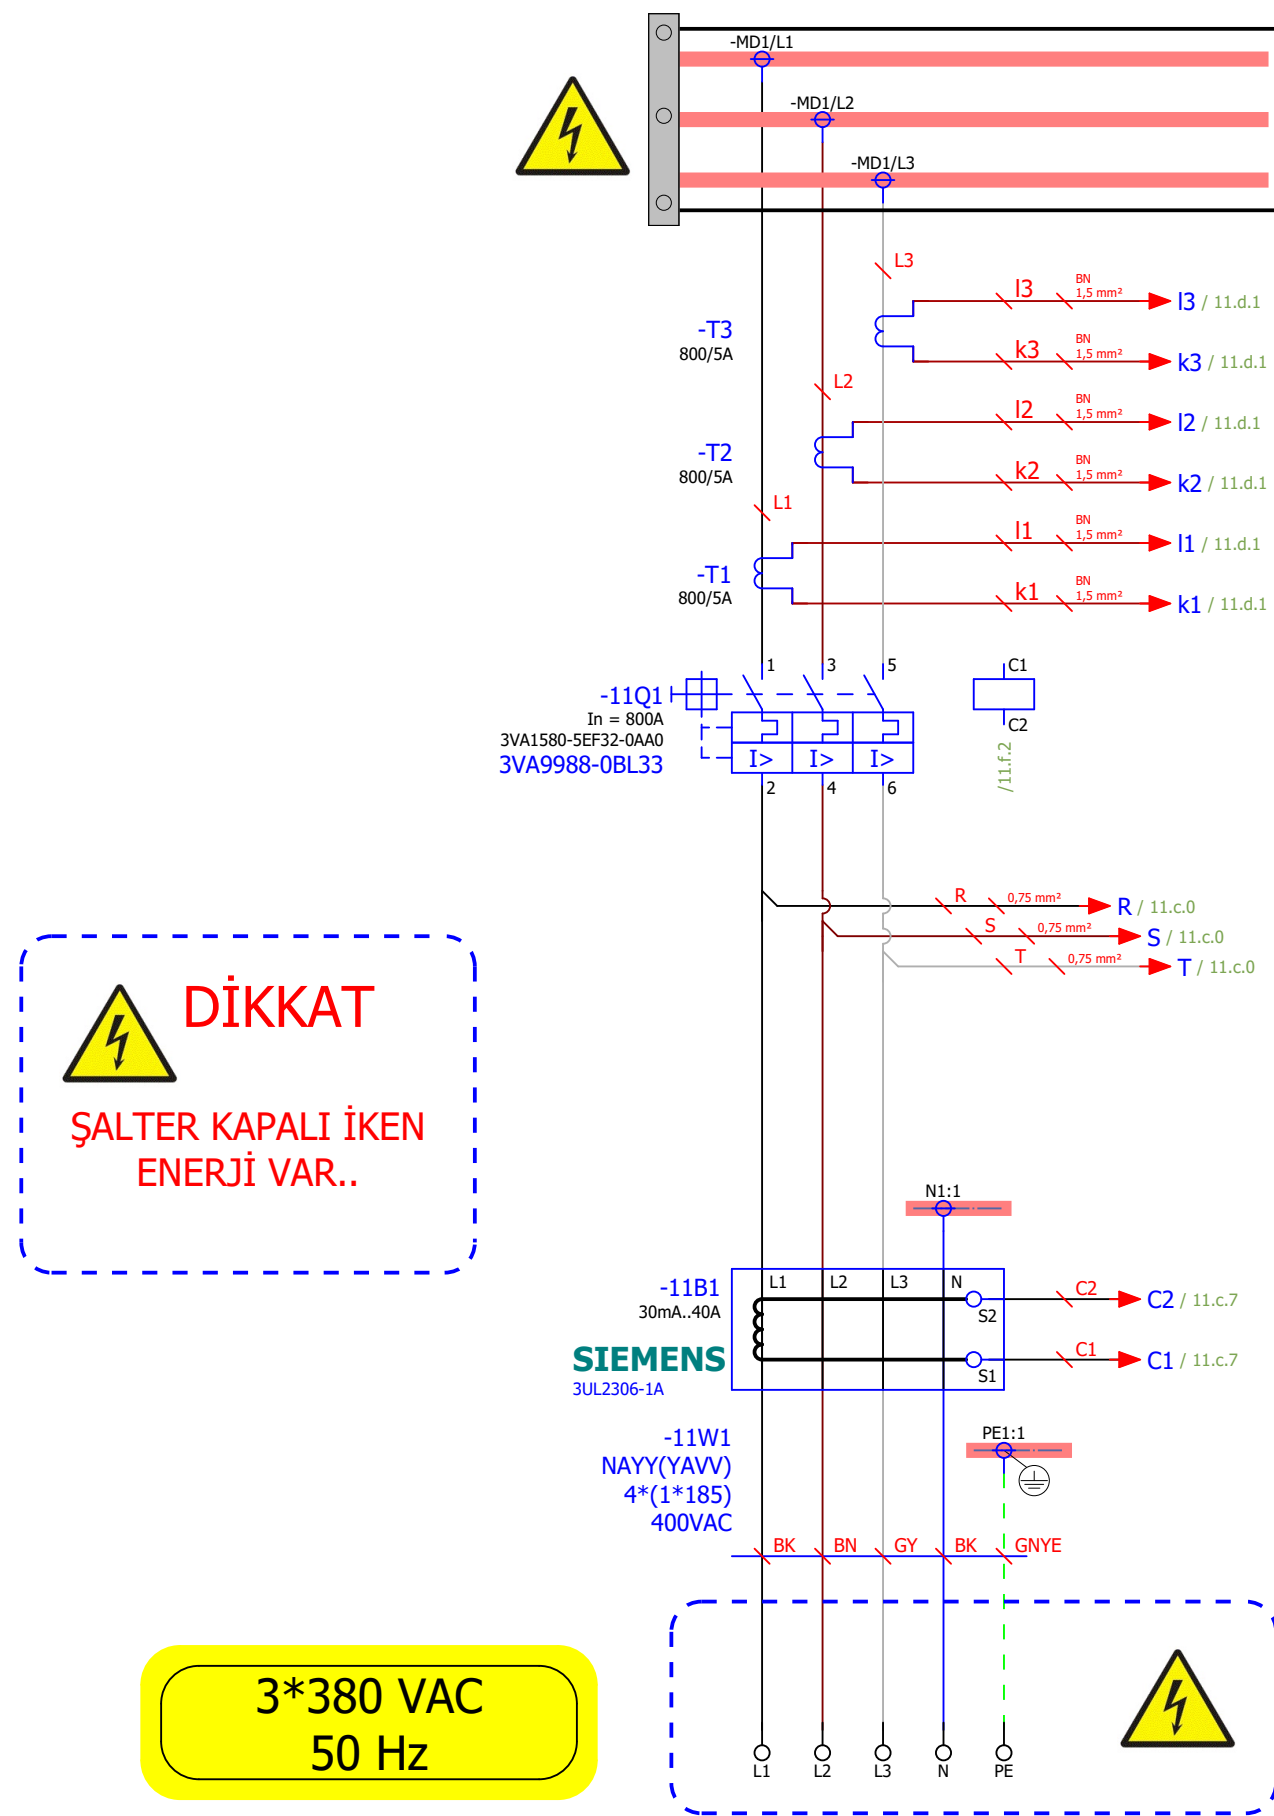 -MD1/L1
-MD1/L2
-MD1/L3
L3
l3 BN 1,5 mm² l3 / 11.d.1
-T3
800/5A
k3 BN 1,5 mm² k3 / 11.d.1
L2
l2 BN 1,5 mm² l2 / 11.d.1
-T2
800/5A
k2 BN 1,5 mm² k2 / 11.d.1
L1
l1 BN 1,5 mm² l1 / 11.d.1
-T1
800/5A
k1 BN 1,5 mm² k1 / 11.d.1
1 3 5 C1
-11Q1
In = 800A
3VA1580-5EF32-0AA0
3VA9988-0BL33
I> I> I>
C2
/11.f.2
2 4 6
R 0,75 mm² R / 11.c.0
S 0,75 mm² S / 11.c.0
T 0,75 mm² T / 11.c.0
DİKKAT
ŞALTER KAPALI İKEN
ENERJİ VAR..
N1:1
-11B1
30mA..40A
SIEMENS
3UL2306-1A
L1 L2 L3 N
S2 C2 C2 / 11.c.7
S1 C1 C1 / 11.c.7
-11W1
NAYY(YAVV)
4*(1*185)
400VAC
PE1:1
BK BN GY BK GNYE
3*380 VAC
50 Hz
L1 L2 L3 N PE